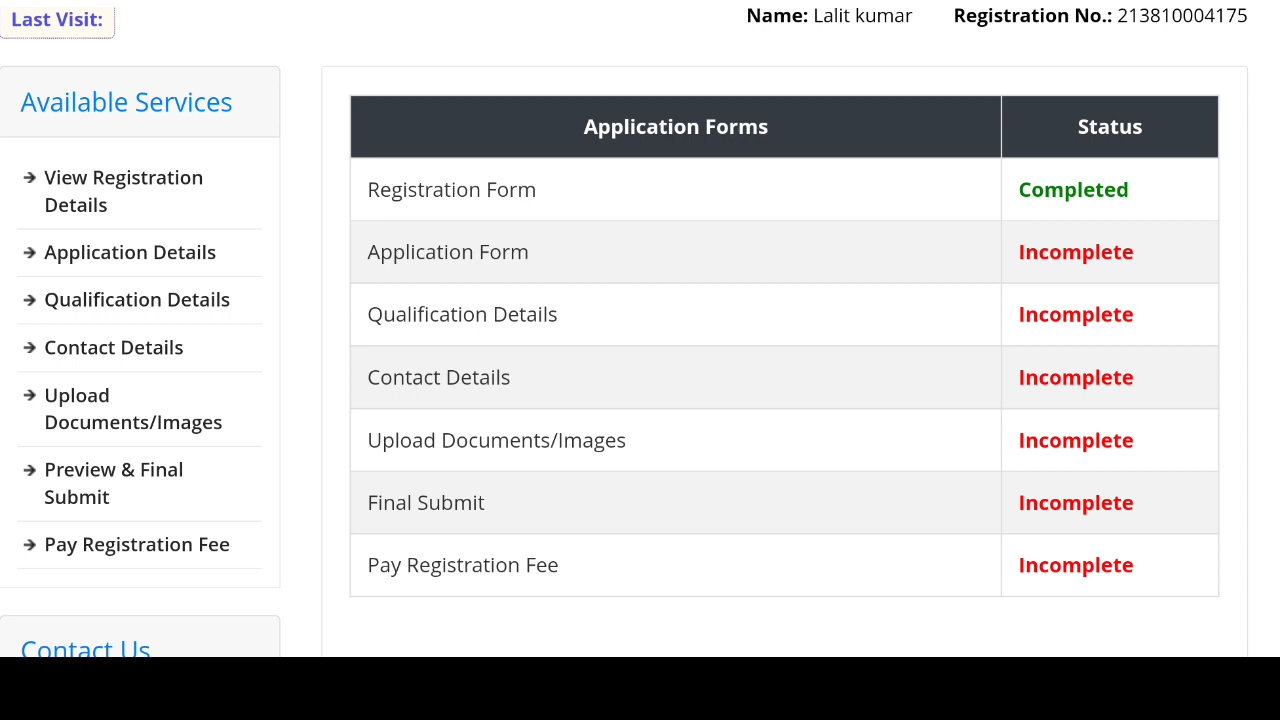 Last Visit:
Name: Lalit kumar Registration No.: 213810004175
Available Services
View Registration
Details
Application Details
Qualification Details
Contact Details
Upload
Documents/Images
Preview & Final
Submit
Pay Registration Fee
Contact Us
Application Forms Status
Registration Form Completed
Application Form Incomplete
Qualification Details Incomplete
Contact Details Incomplete
Upload Documents/Images Incomplete
Final Submit Incomplete
Pay Registration Fee Incomplete